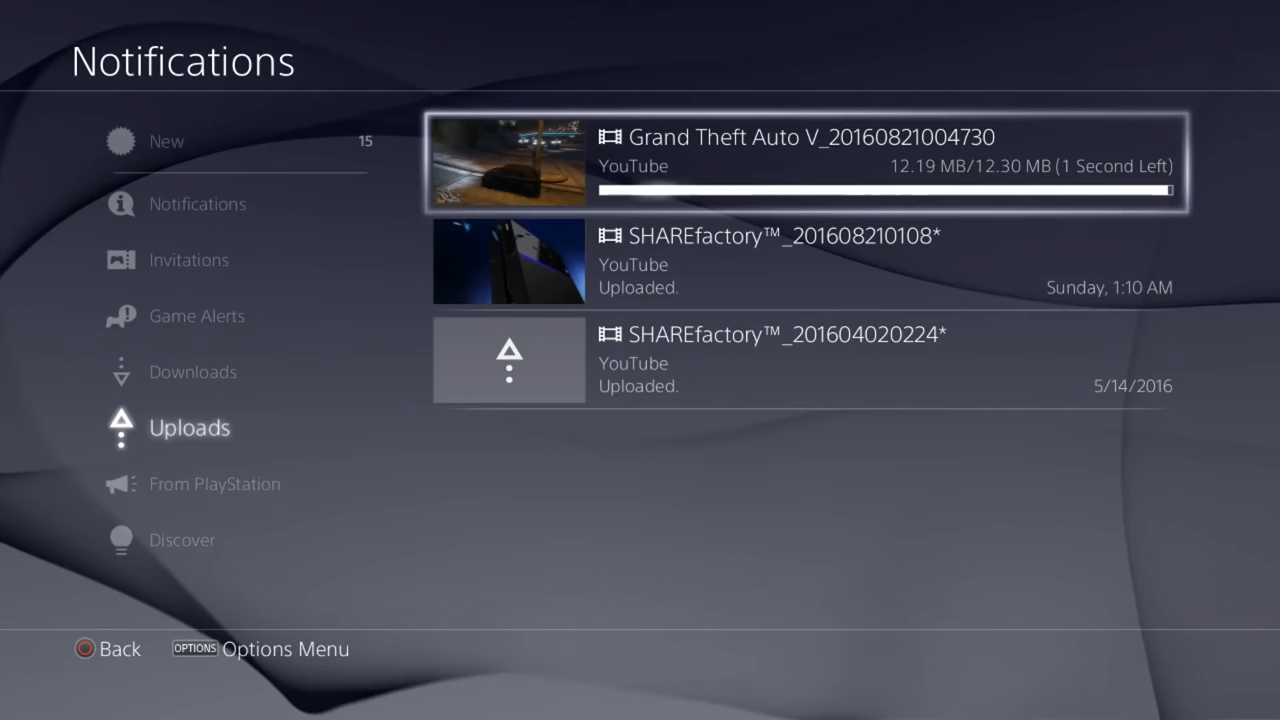 Notifications
New 15
Notifications
Invitations
Game Alerts
Downloads
Uploads
From PlayStation
Discover
Grand Theft Auto V_20160821004730
YouTube 12.19 MB/12.30 MB (1 Second Left)
SHAREfactory™_201608210108*
YouTube
Uploaded. Sunday, 1:10 AM
SHAREfactory™_201604020224*
YouTube
Uploaded. 5/14/2016
Back OPTIONS Options Menu